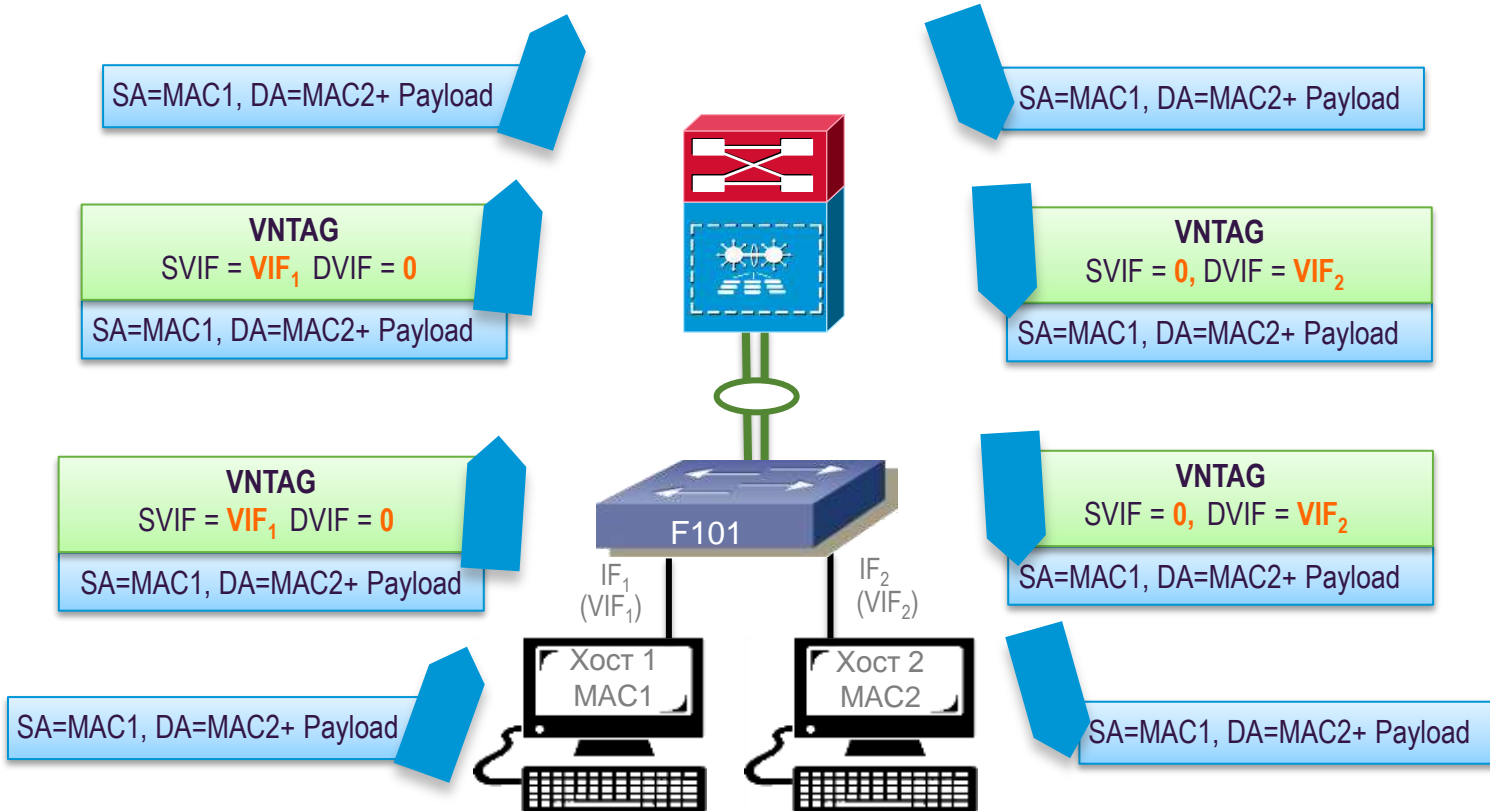 SA=MAC1, DA=MAC2+ Payload
SA=MAC1, DA=MAC2+ Payload
VNTAG
SVIF = VIF₁ DVIF = 0
SA=MAC1, DA=MAC2+ Payload
VNTAG
SVIF = 0, DVIF = VIF₂
SA=MAC1, DA=MAC2+ Payload
VNTAG
SVIF = VIF₁ DVIF = 0
SA=MAC1, DA=MAC2+ Payload
F101
VNTAG
SVIF = 0, DVIF = VIF₂
SA=MAC1, DA=MAC2+ Payload
IF₁
(VIF₁)
IF₂
(VIF₂)
SA=MAC1, DA=MAC2+ Payload
Хост 1
MAC1
Хост 2
MAC2
SA=MAC1, DA=MAC2+ Payload